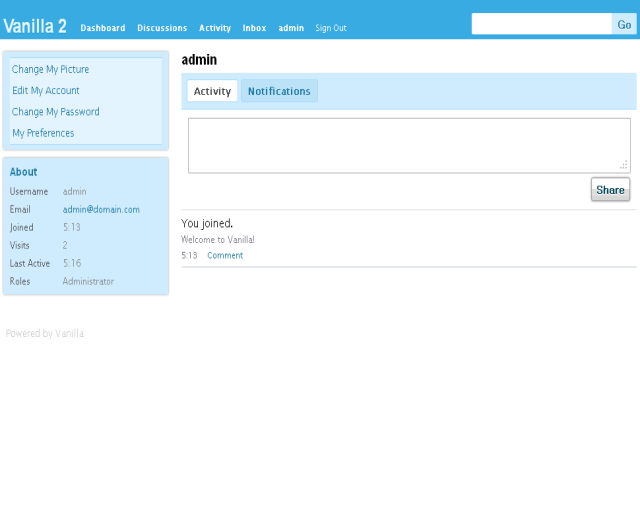 Vanilla 2 Dashboard Discussions Activity Inbox admin Sign Out Go
Change My Picture
Edit My Account
Change My Password
My Preferences
About
Username admin
Email admin@domain.com
Joined 5:13
Visits 2
Last Active 5:16
Roles Administrator
admin
Activity Notifications
Share
You joined.
Welcome to Vanilla!
5:13 Comment
Powered by Vanilla